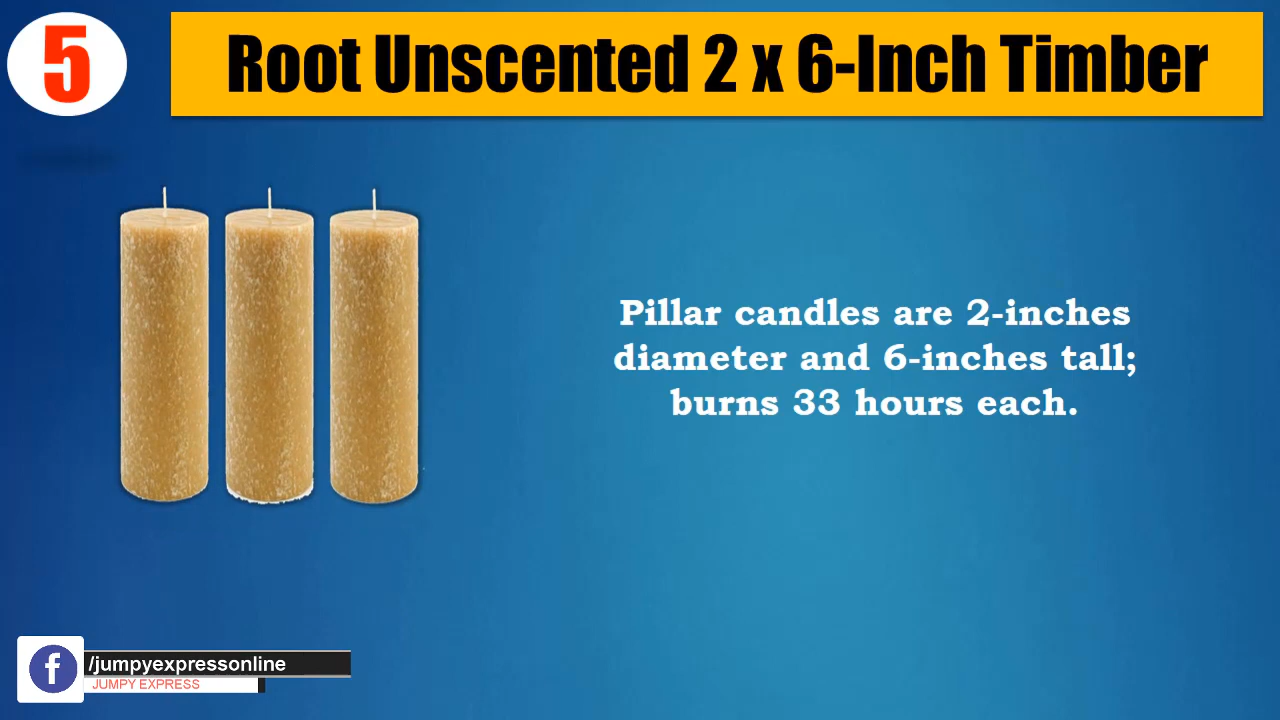 5
Root Unscented 2 x 6-Inch Timber
Pillar candles are 2-inches
diameter and 6-inches tall;
burns 33 hours each.
f
/jumpyexpressonline
JUMPY EXPRESS